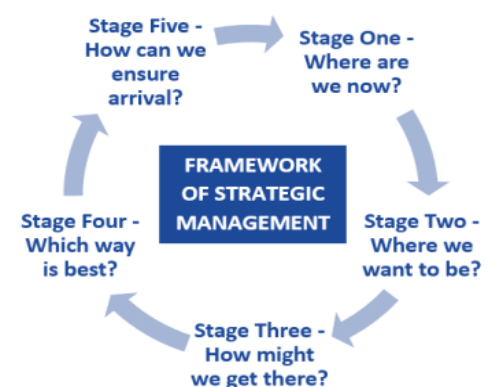 Stage Five -
How can we
ensure
arrival?
Stage One -
Where are
we now?
FRAMEWORK
OF STRATEGIC
MANAGEMENT
Stage Two -
Where we
want to be?
Stage Three -
How might
we get there?
Stage Four -
Which way
is best?